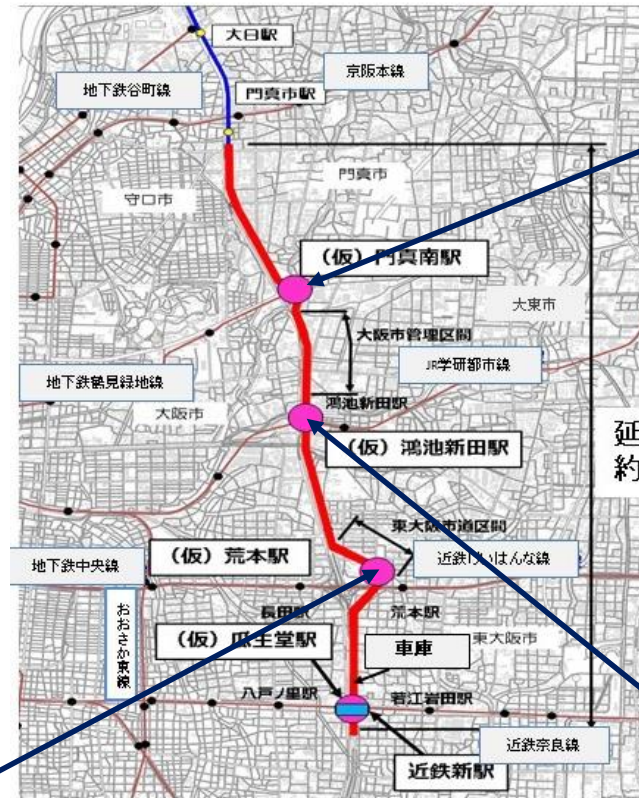 大日駅
京阪本線
地下鉄谷町線
門真市駅
門真市
守口市
(仮)門真南駅
大東市
大阪市管理区間
JR学研都市線
地下鉄鶴見緑地線
鴻池新田駅
大阪市
延
約
(仮)鴻池新田駅
東大阪市道区間
(仮)荒本駅
近鉄けいはんな線
地下鉄中央線
長田駅
荒本駅
おおさか東線
(仮)瓜生堂駅
車庫
東大阪市
八戸ノ里駅
若江岩田駅
近鉄奈良線
近鉄新駅